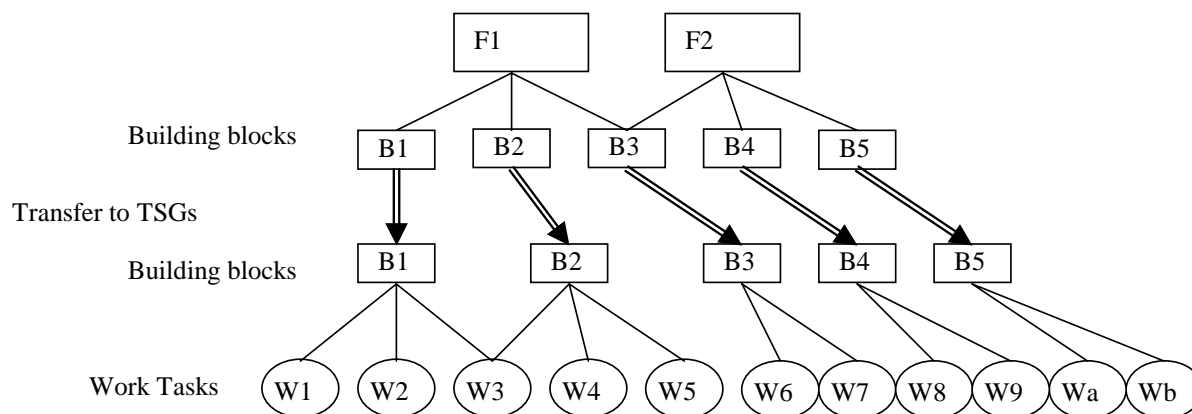 F1 F2
Building blocks B1 B2 B3 B4 B5
Transfer to TSGs
Building blocks B1 B2 B3 B4 B5
Work Tasks W1 W2 W3 W4 W5 W6 W7 W8 W9 Wa Wb